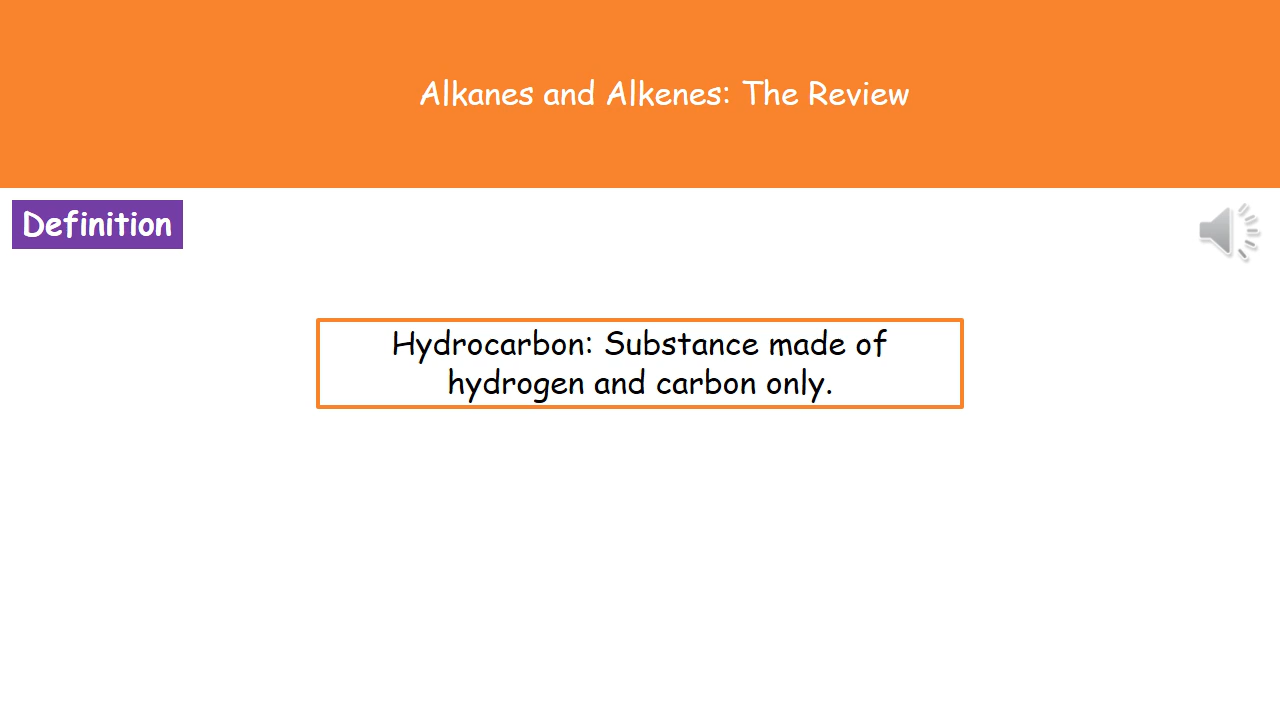 Alkanes and Alkenes: The Review
Definition
Hydrocarbon: Substance made of
hydrogen and carbon only.